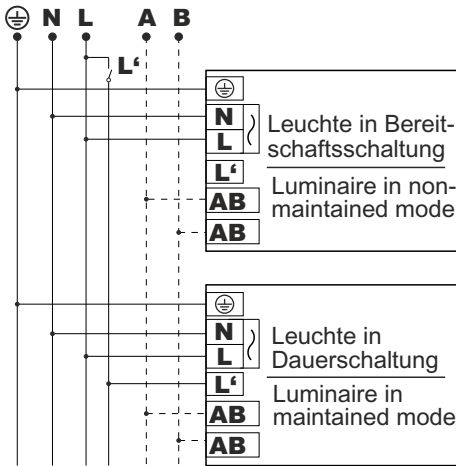 N L A B
L‘
N
L
L‘
AB
AB
Leuchte in Bereit-
schaftsschaltung
Luminaire in non-
maintained mode
N
L
L‘
AB
AB
Leuchte in
Dauerschaltung
Luminaire in
maintained mode